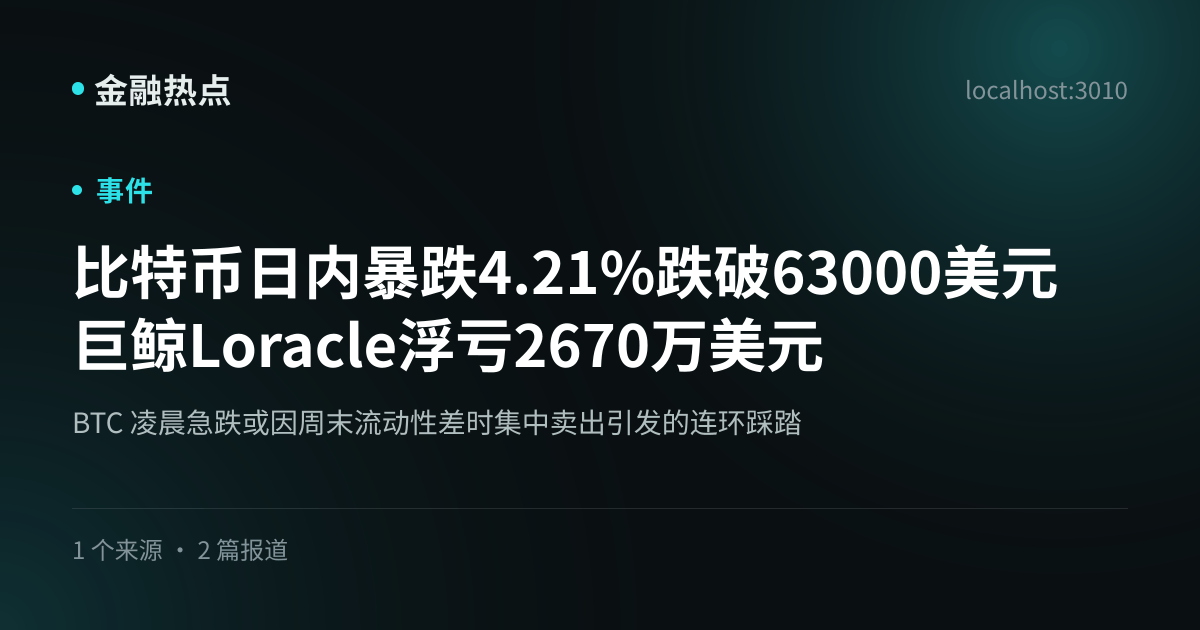 金融热点
localhost:3010
事件
比特币日内暴跌4.21%跌破63000美元
巨鲸Loracle浮亏2670万美元
BTC 凌晨急跌或因周末流动性差时集中卖出引发的连环踩踏
1 个来源 · 2 篇报道